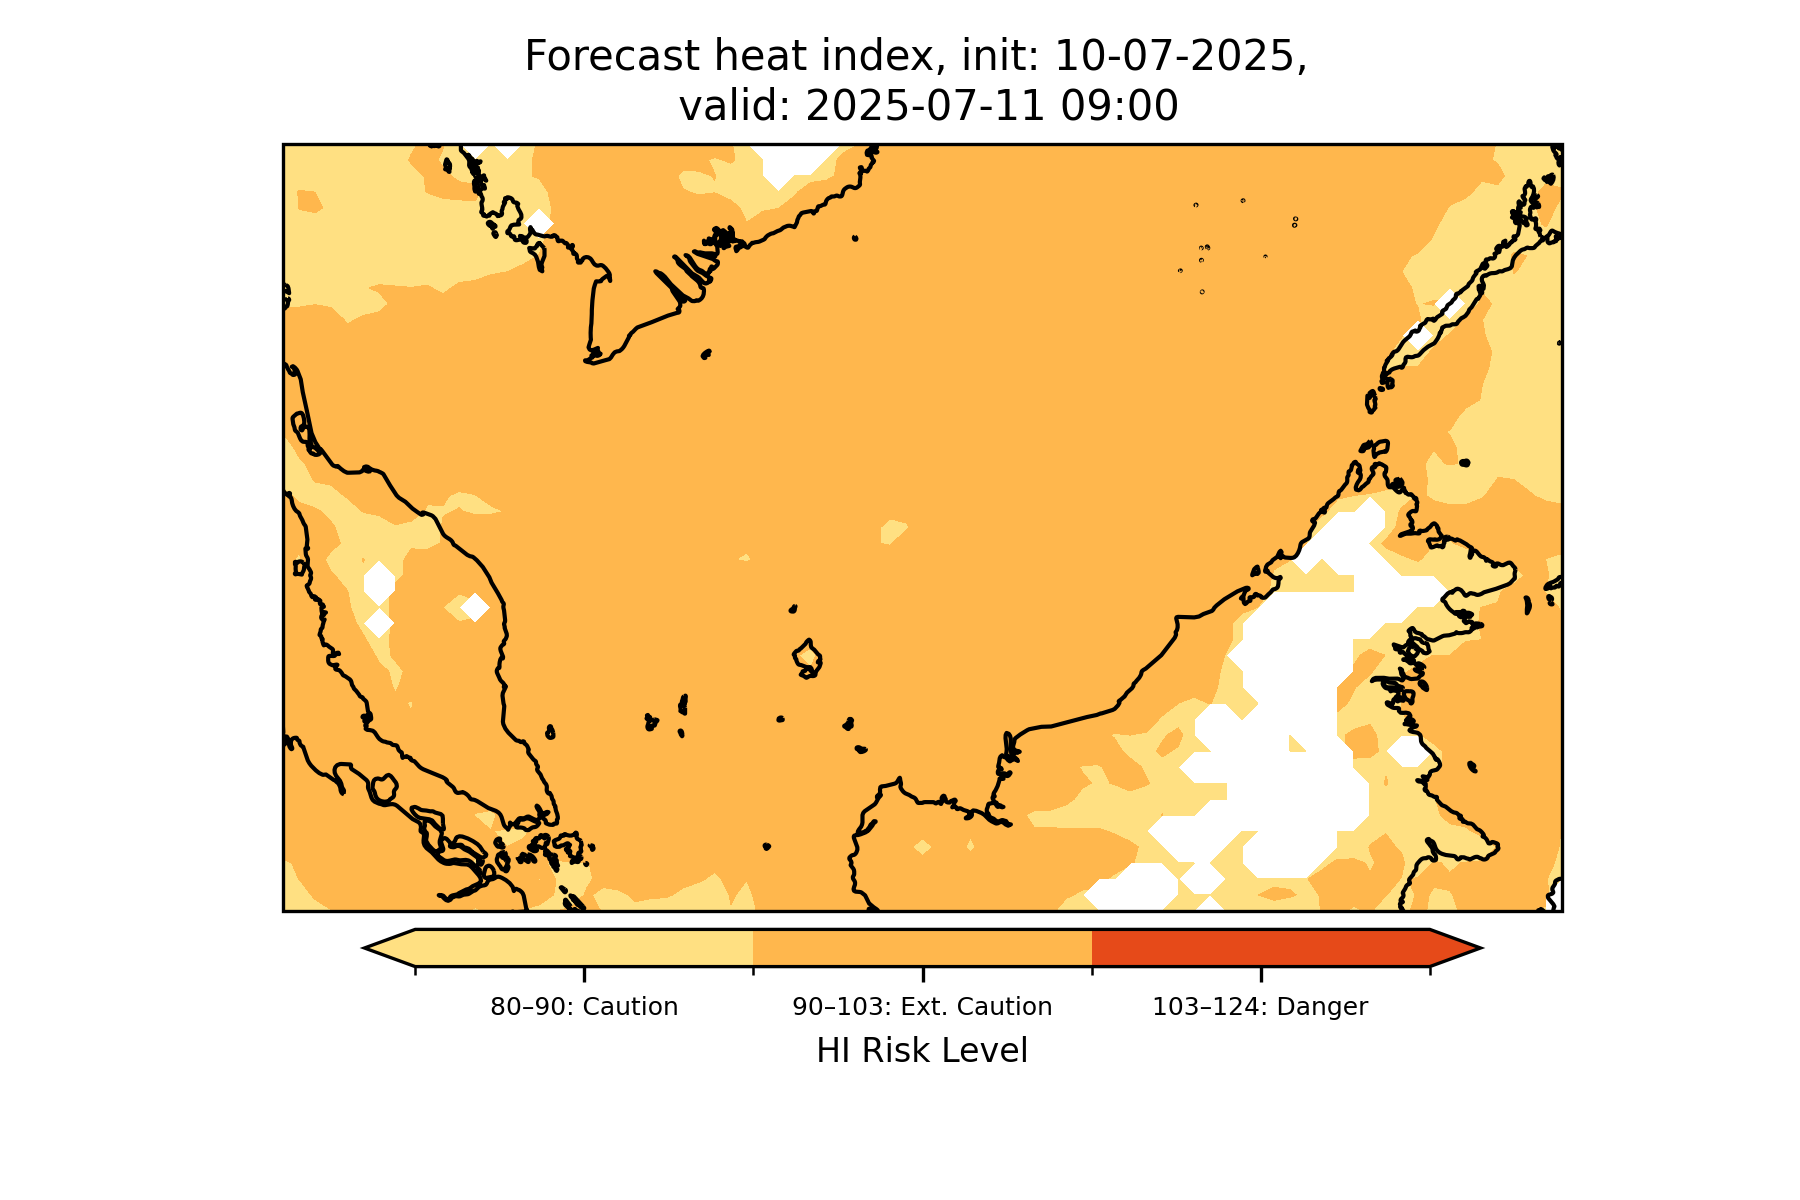 Forecast heat index, init: 10-07-2025,
valid: 2025-07-11 09:00
80–90: Caution
90–103: Ext. Caution
103–124: Danger
HI Risk Level